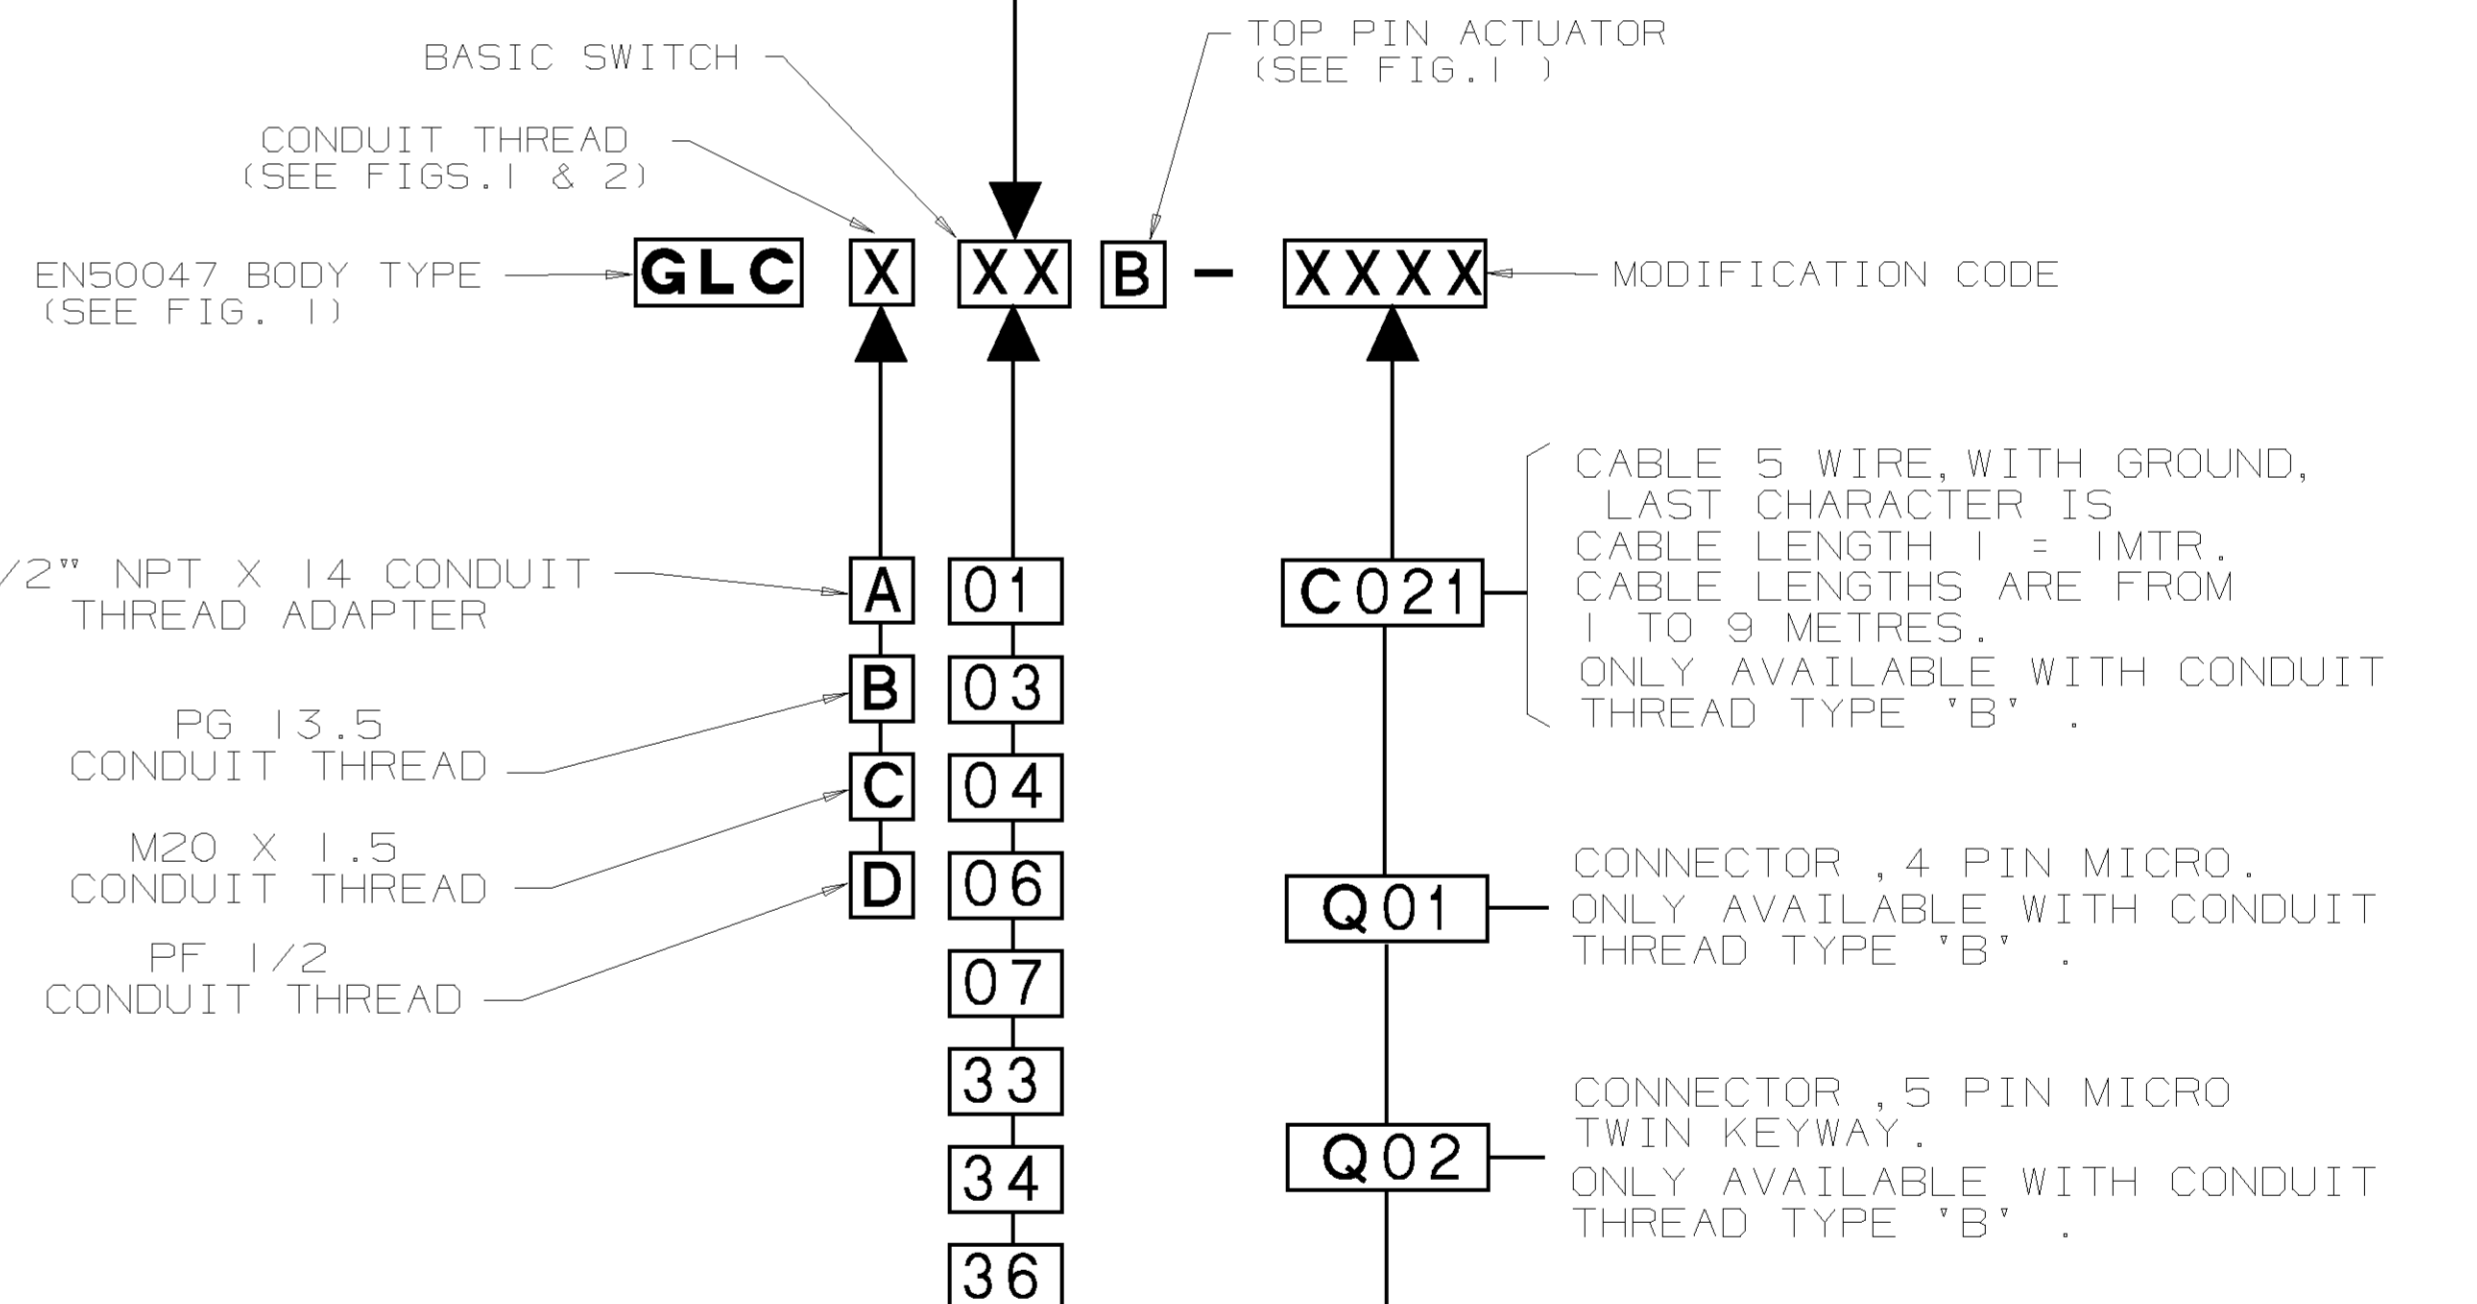 BASIC SWITCH
TOP PIN ACTUATOR
(SEE FIG.1 )
CONDUIT THREAD
(SEE FIGS.1 & 2)
EN50047 BODY TYPE
(SEE FIG. 1)
GLC X XX B - XXXX
MODIFICATION CODE
/2" NPT X 14 CONDUIT
THREAD ADAPTER
PG 13.5
CONDUIT THREAD
M20 X 1.5
CONDUIT THREAD
PF 1/2
CONDUIT THREAD
A
B
C
D
01
03
04
06
07
33
34
36
C021
CABLE 5 WIRE,WITH GROUND,
LAST CHARACTER IS
CABLE LENGTH 1 = 1MTR.
CABLE LENGTHS ARE FROM
1 TO 9 METRES.
ONLY AVAILABLE WITH CONDUIT
THREAD TYPE 'B' .
Q01
CONNECTOR ,4 PIN MICRO.
ONLY AVAILABLE WITH CONDUIT
THREAD TYPE 'B' .
Q02
CONNECTOR ,5 PIN MICRO
TWIN KEYWAY.
ONLY AVAILABLE WITH CONDUIT
THREAD TYPE 'B' .